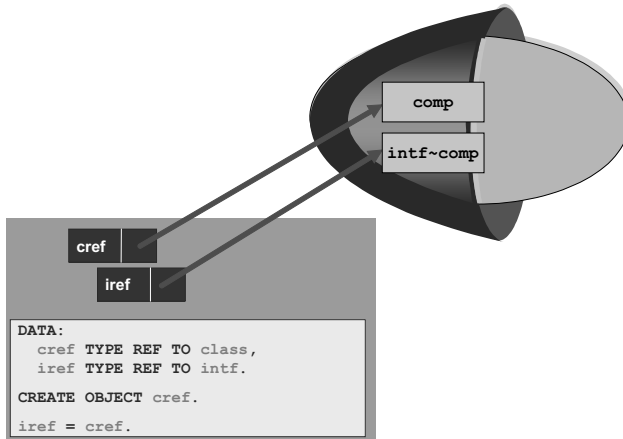 comp
intf~comp
cref
iref
DATA:
cref TYPE REF TO class,
iref TYPE REF TO intf.
CREATE OBJECT cref.
iref = cref.